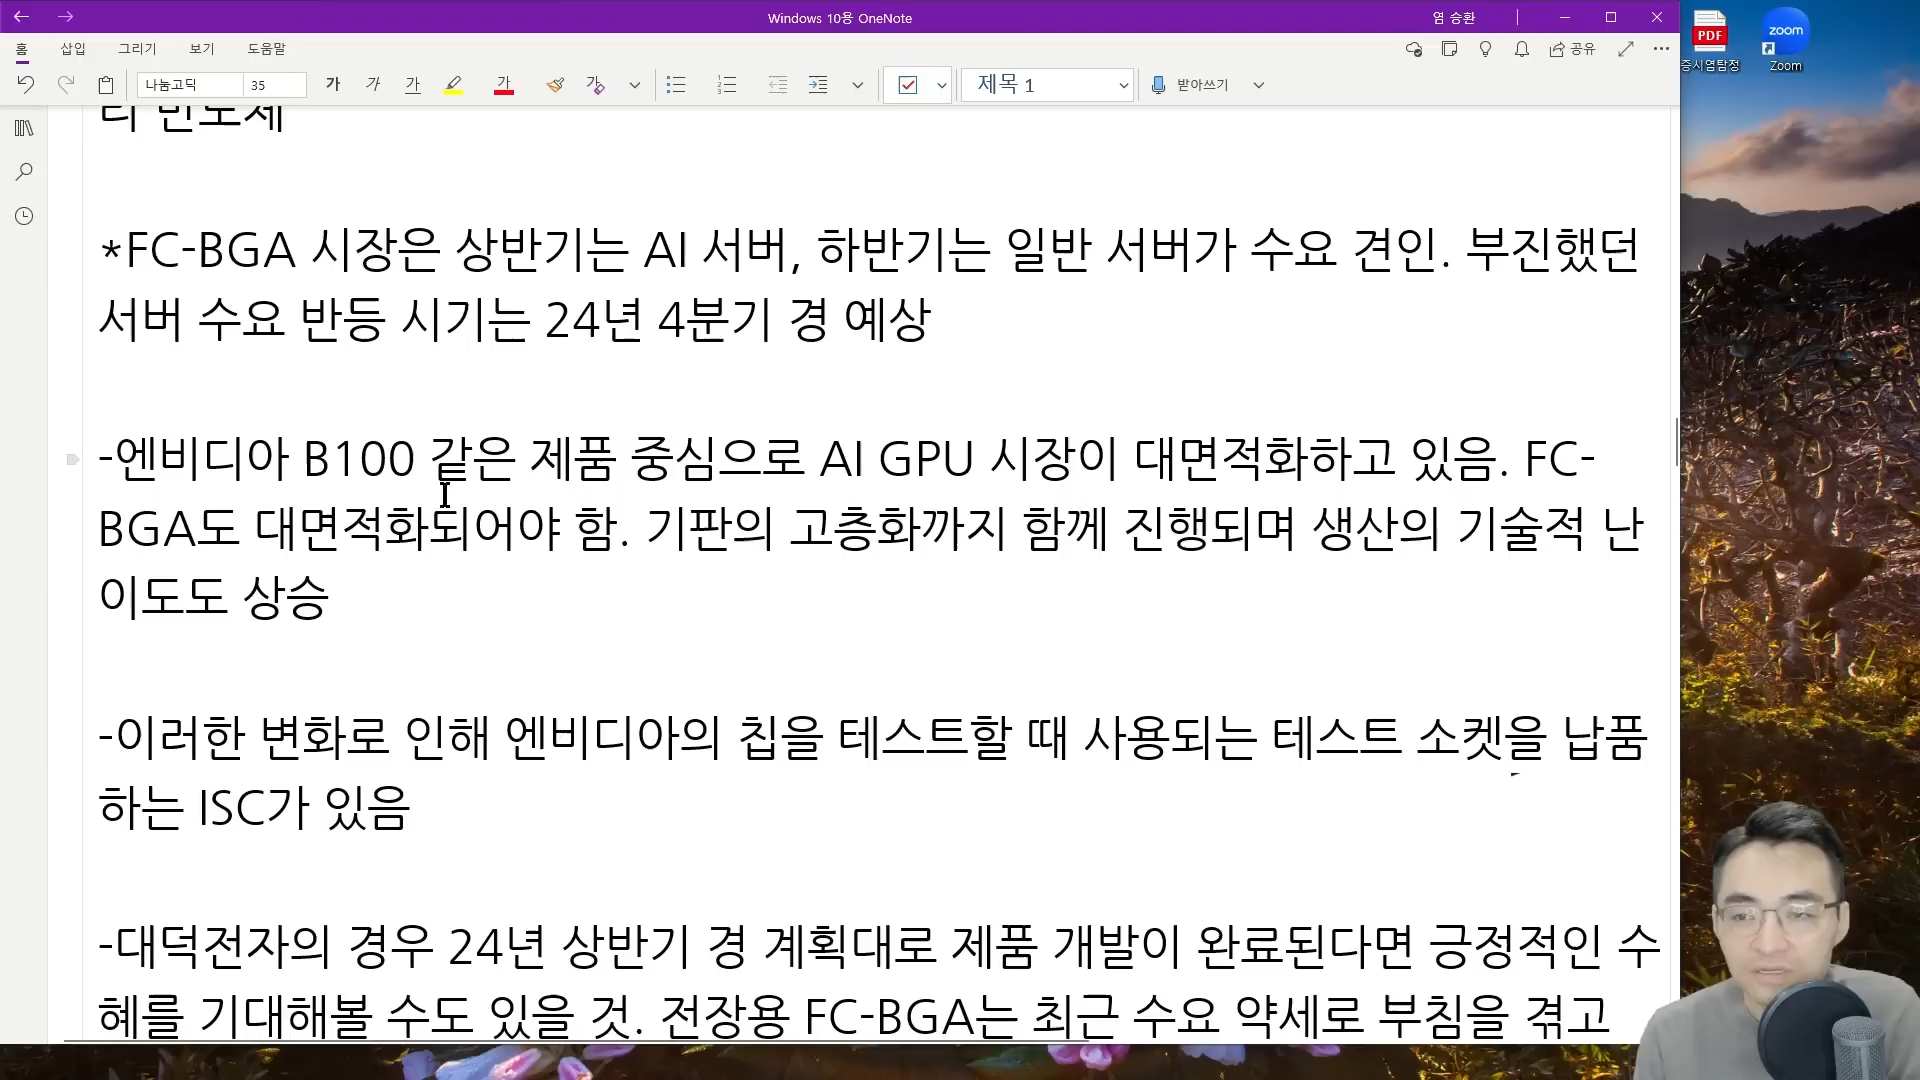 Windows 10용 OneNote
염 승환
홈 삽입 그리기 보기 도움말
공유
나눔고딕 35 가 가 가 가 가 제목 1 받아쓰기
PDF
zoom
증시염탐정
Zoom
리 반도체
*FC-BGA 시장은 상반기는 AI 서버, 하반기는 일반 서버가 수요 견인. 부진했던
서버 수요 반등 시기는 24년 4분기 경 예상
-엔비디아 B100 같은 제품 중심으로 AI GPU 시장이 대면적화하고 있음. FC-
BGA도 대면적화되어야 함. 기판의 고층화까지 함께 진행되며 생산의 기술적 난
이도도 상승
-이러한 변화로 인해 엔비디아의 칩을 테스트할 때 사용되는 테스트 소켓을 납품
하는 ISC가 있음
-대덕전자의 경우 24년 상반기 경 계획대로 제품 개발이 완료된다면 긍정적인 수
혜를 기대해볼 수도 있을 것. 전장용 FC-BGA는 최근 수요 약세로 부침을 겪고